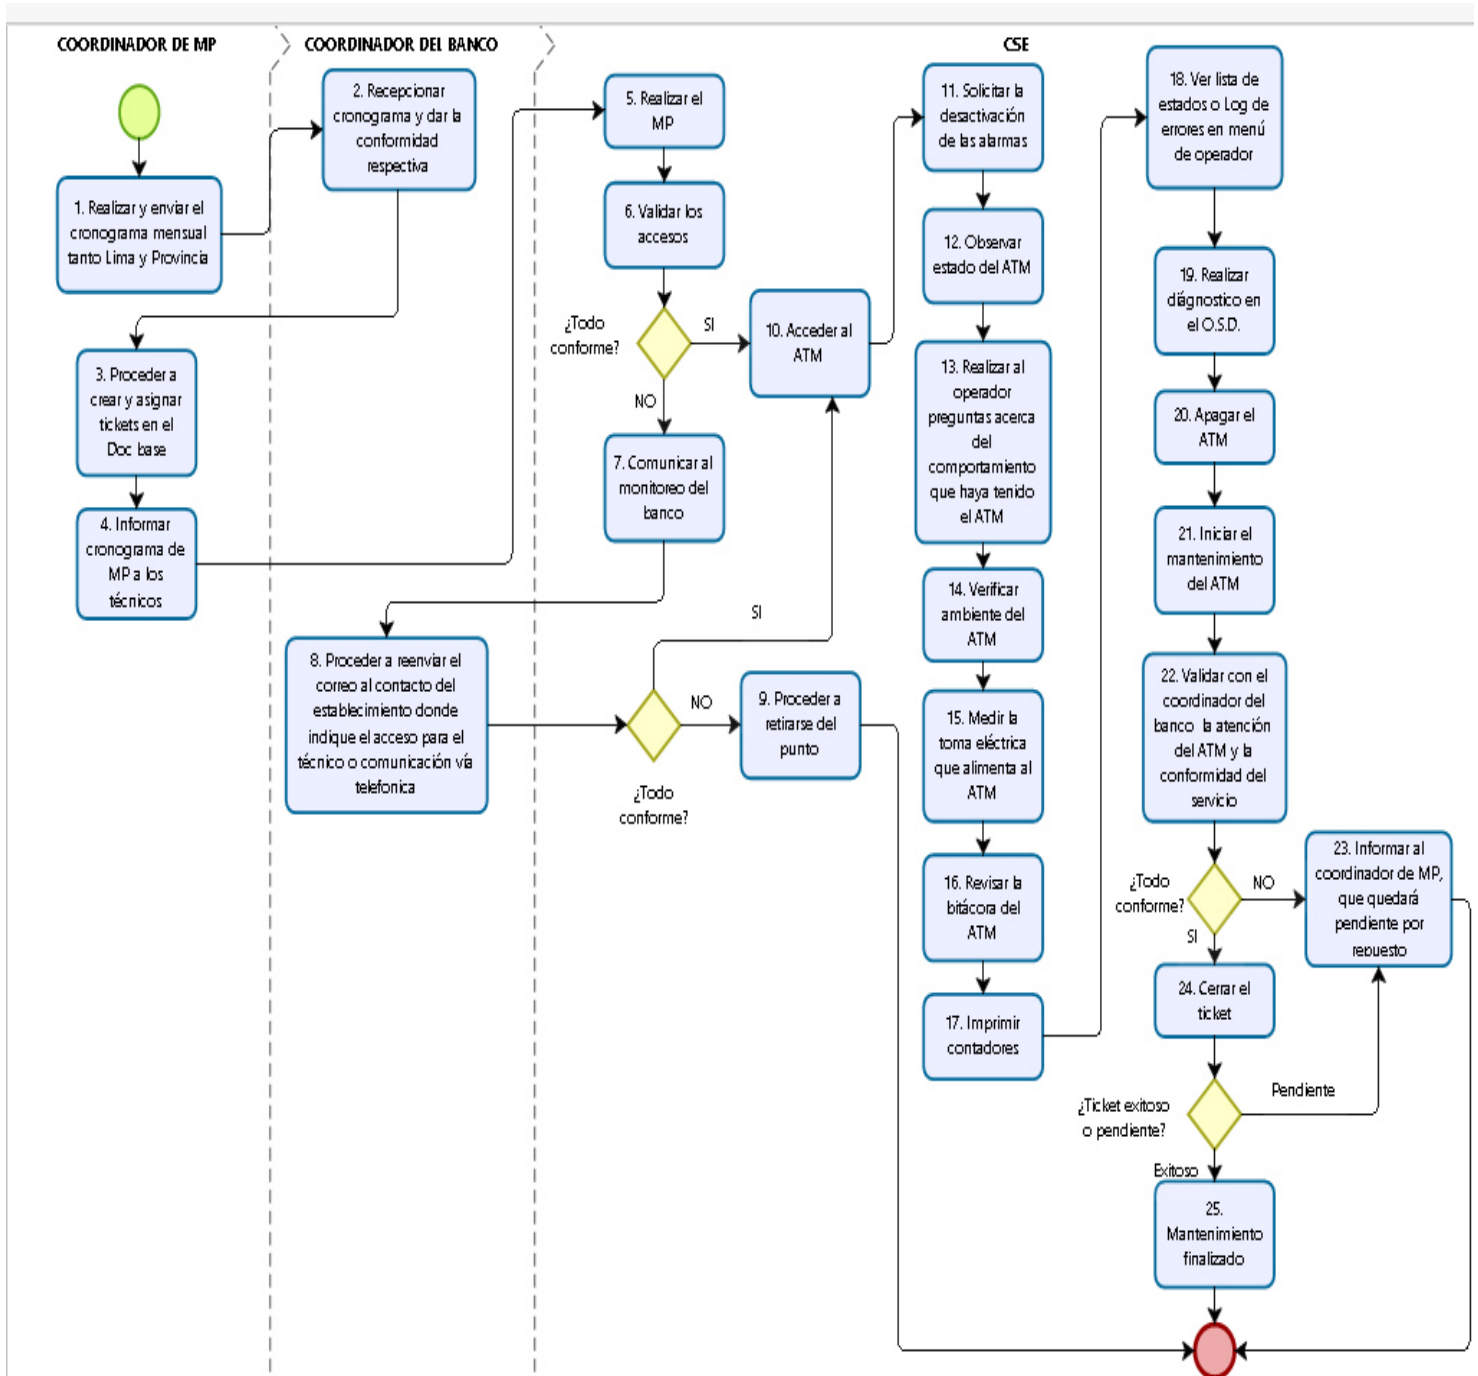 COORDINADOR DE MP
COORDINADOR DEL BANCO
CSE
1. Realizar y enviar el
cronograma mensual
tanto Lima y Provincia
2. Recepcionar
cronograma y dar la
conformidad
respectiva
3. Proceder a
crear y asignar
tickets en el
Doc base
4. Informar
cronograma de
MP a los
técnicos
5. Realizar el
MP
6. Validar los
accesos
¿Todo
conforme?
SI
NO
7. Comunicar al
monitoreo del
banco
8. Proceder a reenviar el
correo al contacto del
establecimiento donde
indique el acceso para el
técnico o comunicación vía
telefonica
¿Todo
conforme?
SI
NO
9. Proceder a
retirarse del
punto
10. Acceder al
ATM
11. Solicitar la
desactivación
de las alarmas
12. Observar
estado del ATM
13. Realizar al
operador
preguntas acerca
del
comportamiento
que haya tenido
el ATM
14. Verificar
ambiente del
ATM
15. Medir la
toma eléctrica
que alimenta al
ATM
16. Revisar la
bitácora del
ATM
17. Imprimir
contadores
18. Ver lista de
estados o Log de
errores en menú
de operador
19. Realizar
diágnostico en
el O.S.D.
20. Apagar el
ATM
21. Iniciar el
mantenimiento
del ATM
22. Validar con el
coordinador del
banco la atención
del ATM y la
conformidad del
servicio
¿Todo
conforme?
NO
SI
23. Informar al
coordinador de MP,
que quedará
pendiente por
repuesto
24. Cerrar el
ticket
¿Ticket exitoso
o pendiente?
Pendiente
Exitoso
25.
Mantenimiento
finalizado